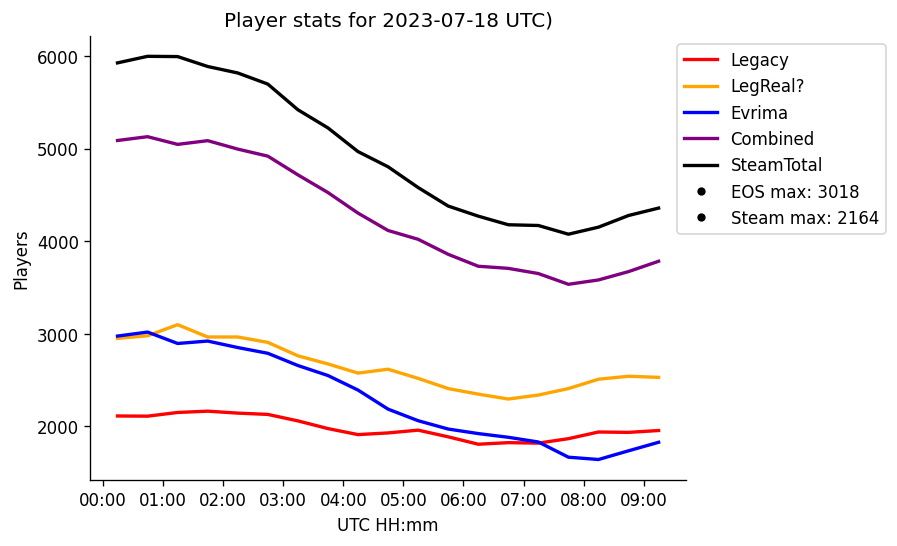 Player stats for 2023-07-18 UTC)
6000
5000
4000
3000
2000
Players
00:00 01:00 02:00 03:00 04:00 05:00 06:00 07:00 08:00 09:00
UTC HH:mm
Legacy
LegReal?
Evrima
Combined
SteamTotal
EOS max: 3018
Steam max: 2164